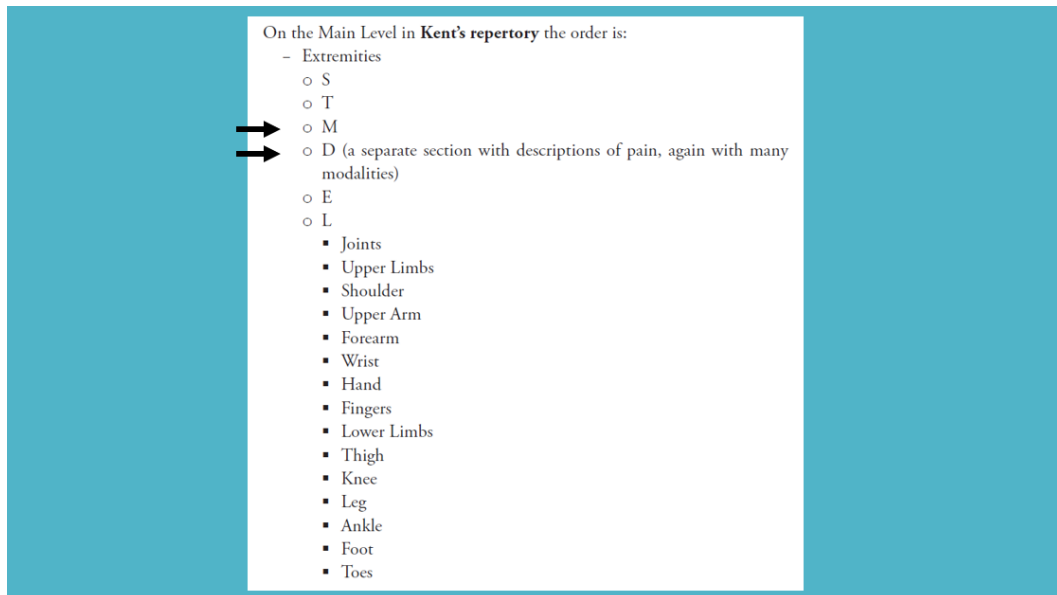 On the Main Level in Kent's repertory the order is:
– Extremities
○ S
○ T
○ M
○ D (a separate section with descriptions of pain, again with many
modalities)
○ E
○ L
▪ Joints
▪ Upper Limbs
▪ Shoulder
▪ Upper Arm
▪ Forearm
▪ Wrist
▪ Hand
▪ Fingers
▪ Lower Limbs
▪ Thigh
▪ Knee
▪ Leg
▪ Ankle
▪ Foot
▪ Toes